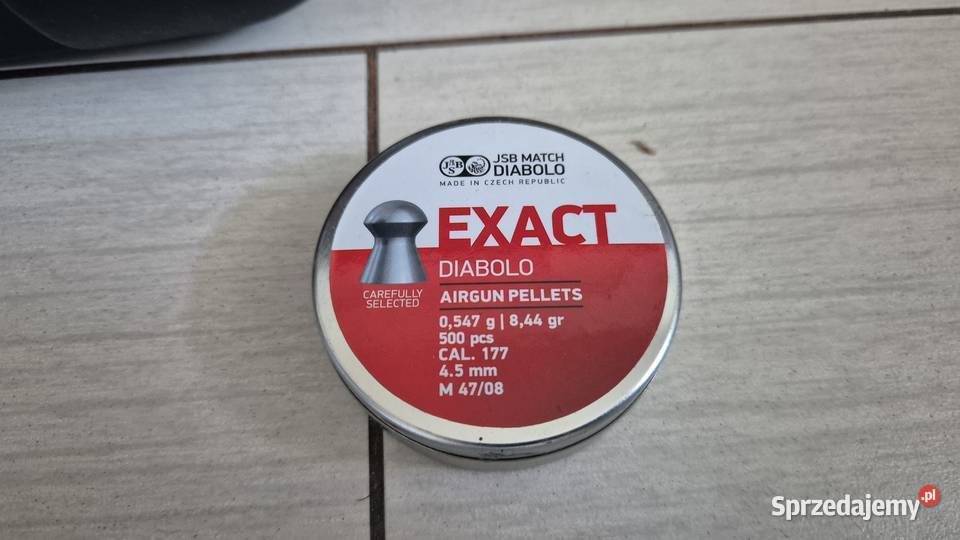 JSB
JSB MATCH
DIABOLO
MADE IN CZECH REPUBLIC
EXACT
DIABOLO
CAREFULLY
SELECTED
AIRGUN PELLETS
0,547 g | 8,44 gr
500 pcs
CAL. 177
4.5 mm
M 47/08
Sprzedajemy.pl